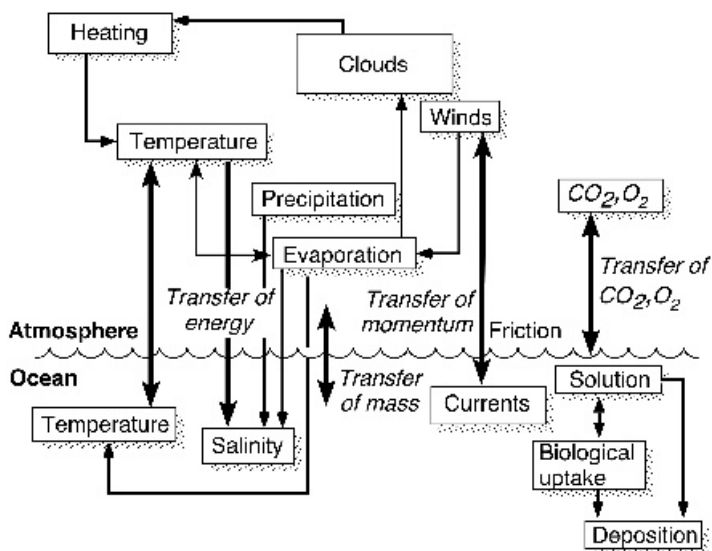 Heating
Clouds
Winds
Temperature
Precipitation
CO₂,O₂
Evaporation
Transfer of
energy
Transfer of
momentum
Transfer of
CO₂,O₂
Atmosphere
Friction
Ocean
Transfer
of mass
Solution
Temperature
Salinity
Currents
Biological
uptake
Deposition